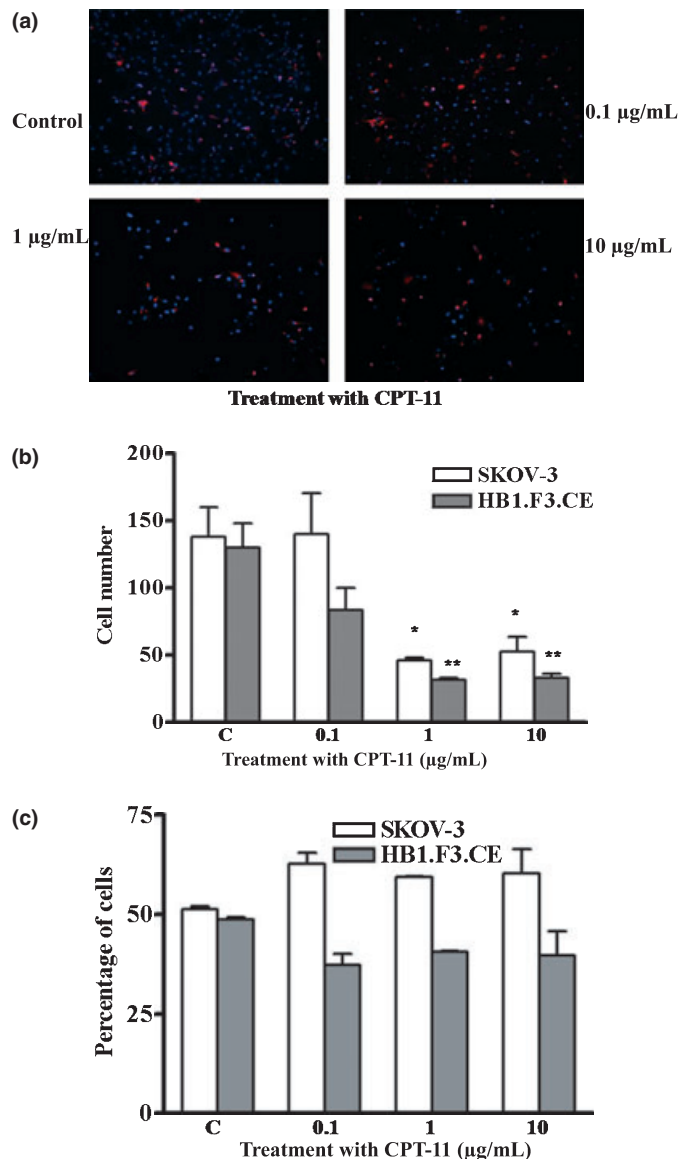 (a)
Control
0.1 µg/mL
1 µg/mL
10 µg/mL
Treatment with CPT-11
(b)
200
150
100
50
0
Cell number
SKOV-3
HB1.F3.CE
*
**
*
**
C 0.1 1 10
Treatment with CPT-11 (µg/mL)
(c)
75
50
25
0
Percentage of cells
SKOV-3
HB1.F3.CE
C 0.1 1 10
Treatment with CPT-11 (µg/mL)